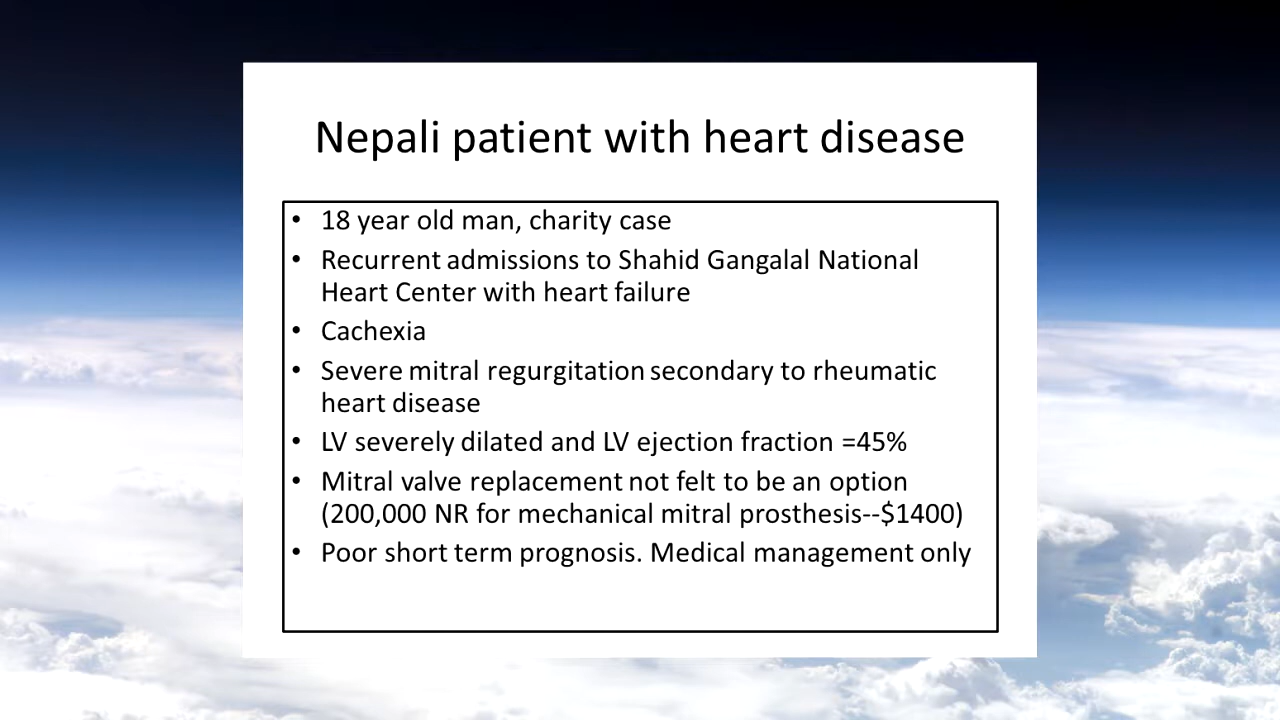 Nepali patient with heart disease
• 18 year old man, charity case
• Recurrent admissions to Shahid Gangalal National
Heart Center with heart failure
• Cachexia
• Severe mitral regurgitation secondary to rheumatic
heart disease
• LV severely dilated and LV ejection fraction =45%
• Mitral valve replacement not felt to be an option
(200,000 NR for mechanical mitral prosthesis--$1400)
• Poor short term prognosis. Medical management only